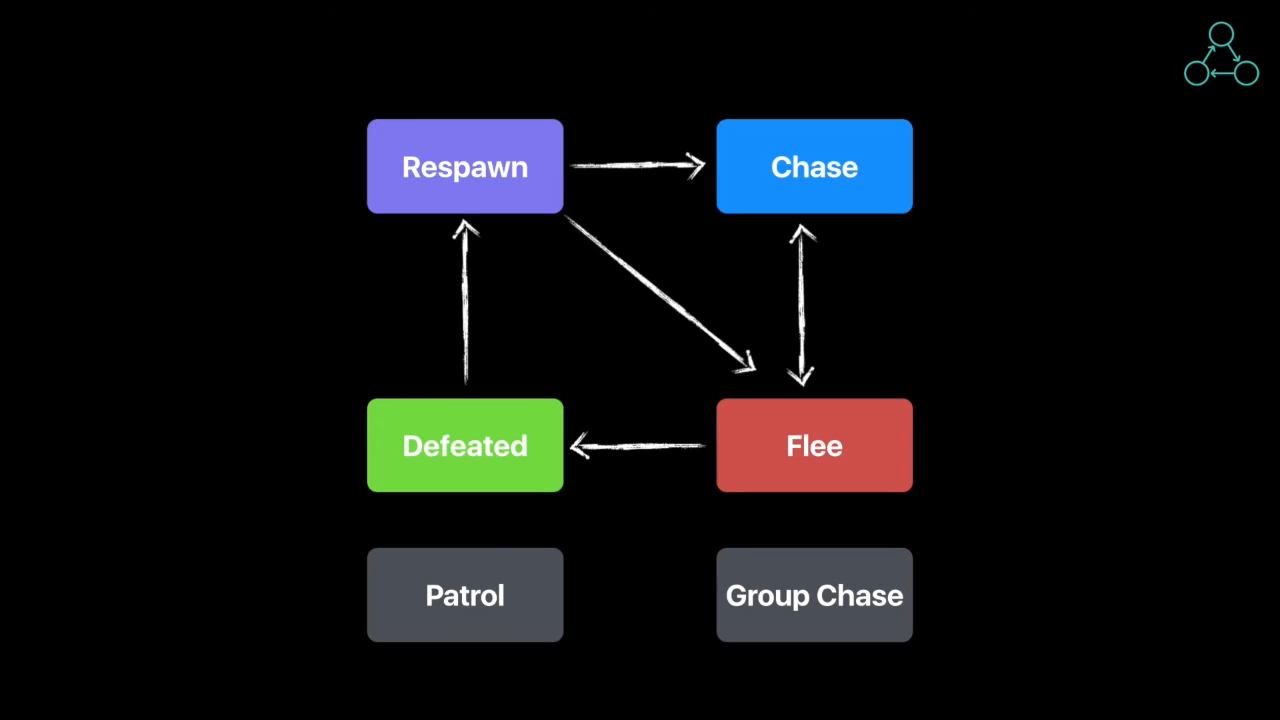 Respawn
Chase
Defeated
Flee
Patrol
Group Chase